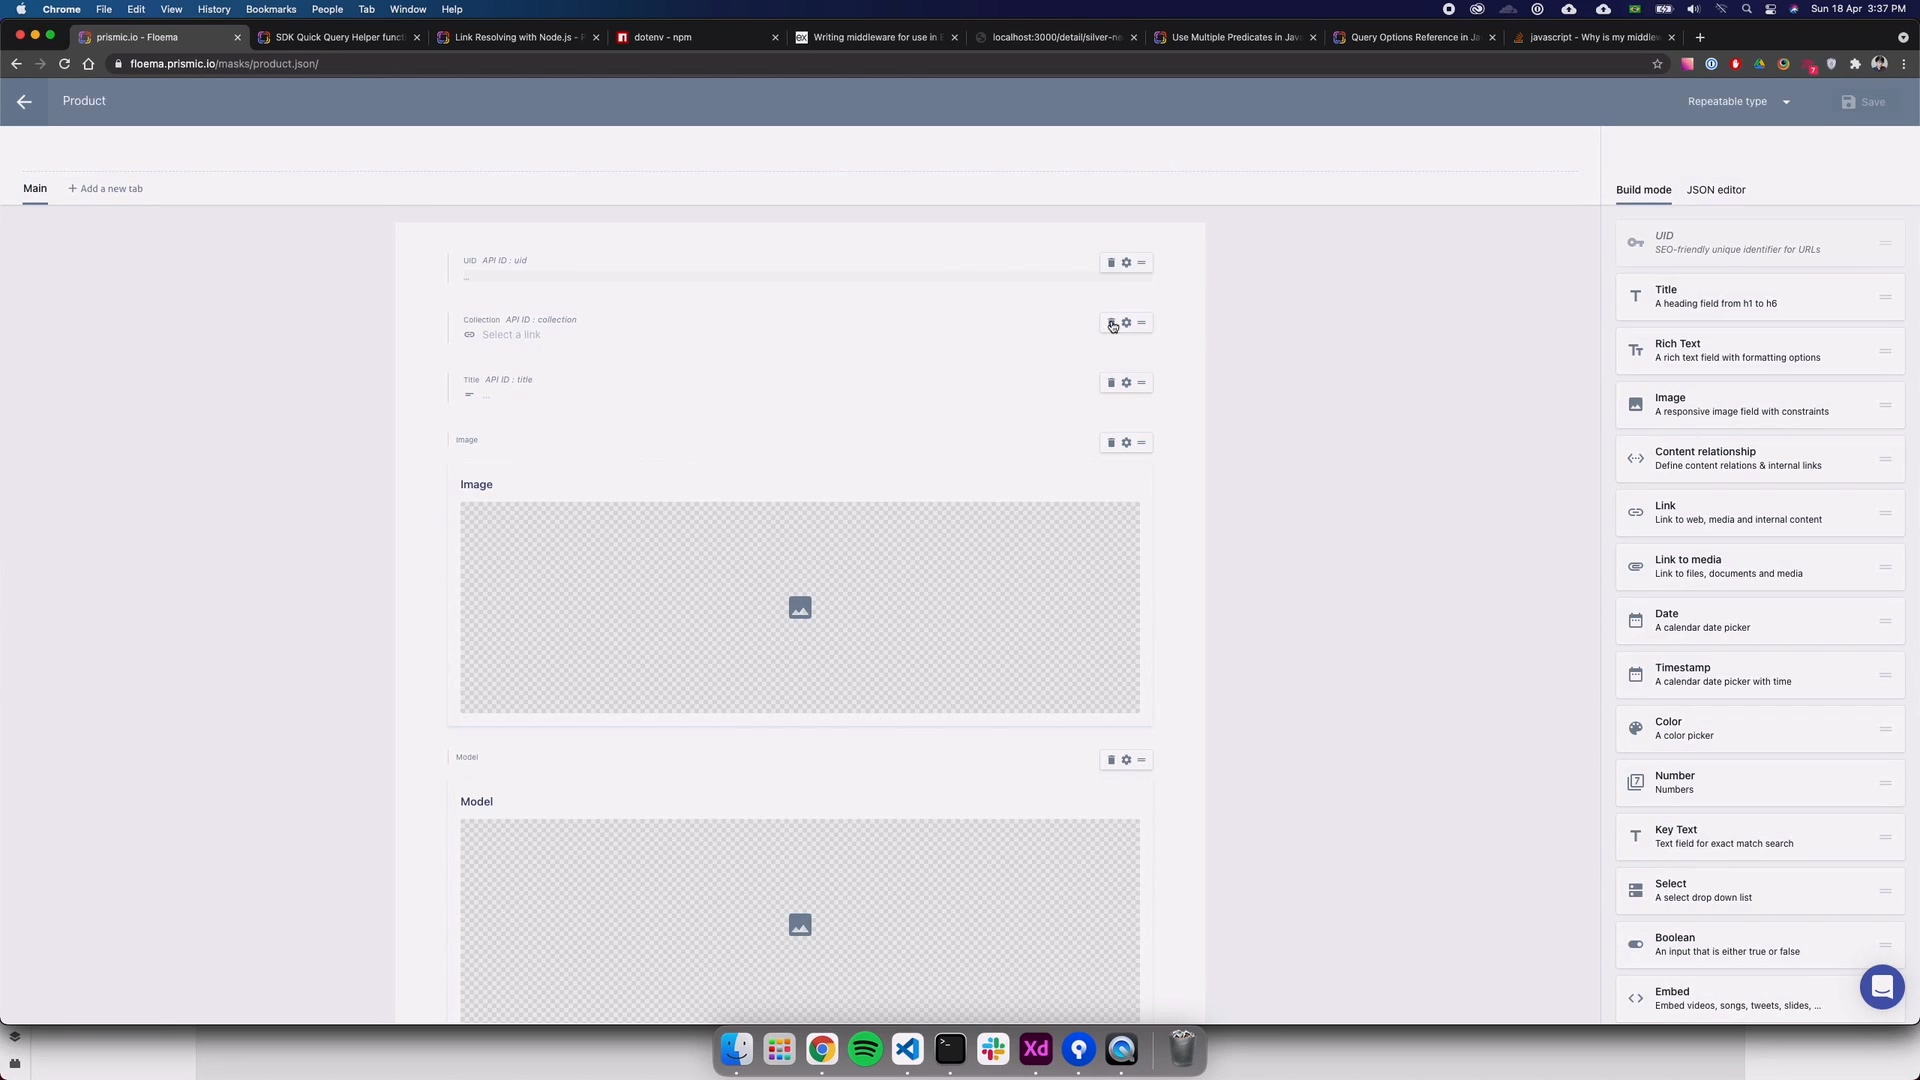 Chrome File Edit View History Bookmarks People Tab Window Help
Sun 18 Apr 3:37 PM
prismic.io - Floema
SDK Quick Query Helper funct
Link Resolving with Node.js - P
dotenv - npm
Writing middleware for use in E
localhost:3000/detail/silver-ne
Use Multiple Predicates in Java
Query Options Reference in Ja
javascript - Why is my middlew
floema.prismic.io/masks/product.json/
7
Product
Repeatable type
Save
Main
+ Add a new tab
Build mode
JSON editor
UID API ID : uid
...
Collection API ID : collection
Select a link
Title API ID : title
...
Image
Image
Model
Model
UID
SEO-friendly unique identifier for URLs
Title
A heading field from h1 to h6
Rich Text
A rich text field with formatting options
Image
A responsive image field with constraints
Content relationship
Define content relations & internal links
Link
Link to web, media and internal content
Link to media
Link to files, documents and media
Date
A calendar date picker
Timestamp
A calendar date picker with time
Color
A color picker
Number
Numbers
Key Text
Text field for exact match search
Select
A select drop down list
Boolean
An input that is either true or false
Embed
Embed videos, songs, tweets, slides, ...
Xd